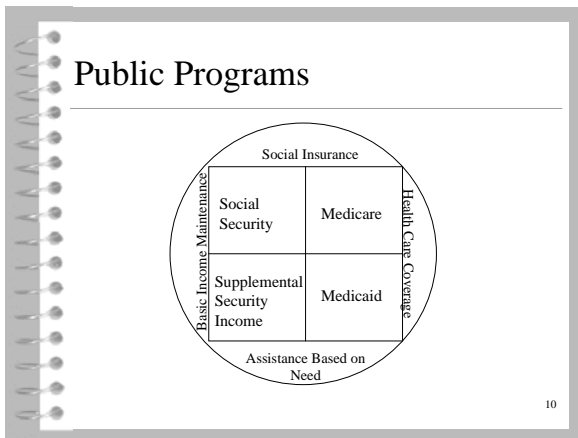 Public Programs
Social Insurance
Basic Income Maintenance
Social
Security
Medicare
Health Care Coverage
Supplemental
Security
Income
Medicaid
Assistance Based on
Need
10